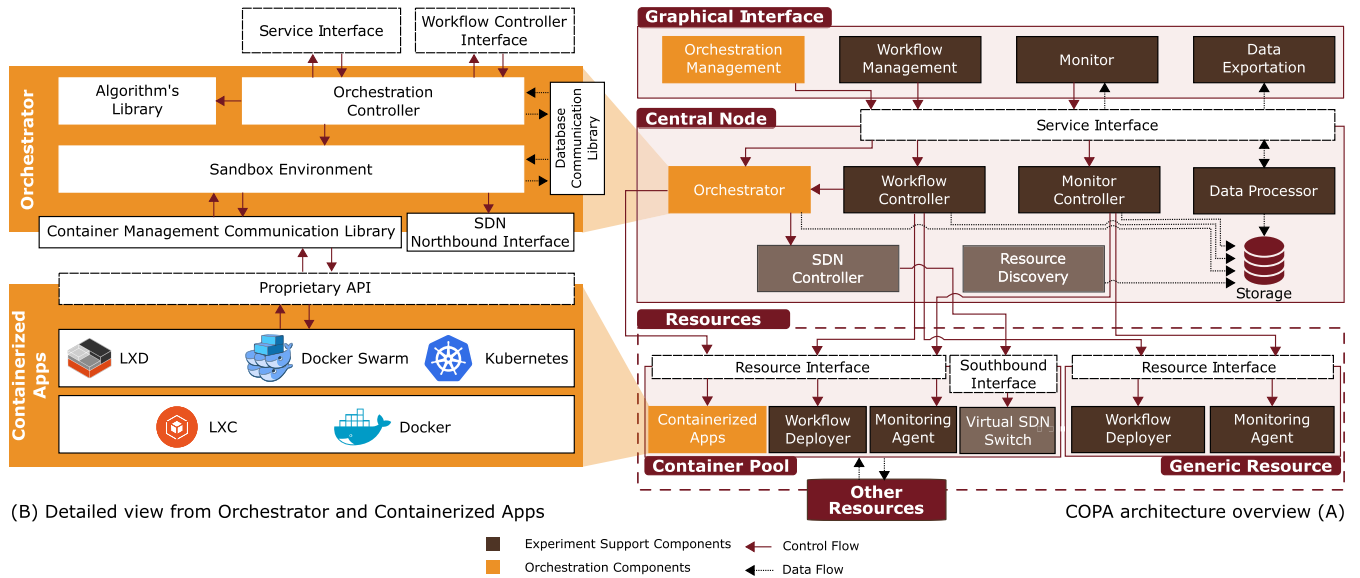 Service Interface
Workflow Controller
Interface
Orchestrator
Algorithm's
Library
Orchestration
Controller
Database
Communication
Library
Sandbox Environment
Container Management Communication Library
SDN
Northbound Interface
Proprietary API
Containerized
Apps
LXD
Docker Swarm
Kubernetes
LXC
Docker
(B) Detailed view from Orchestrator and Containerized Apps
Graphical Interface
Orchestration
Management
Workflow
Management
Monitor
Data
Exportation
Central Node
Service Interface
Orchestrator
Workflow
Controller
Monitor
Controller
Data Processor
SDN
Controller
Resource
Discovery
Storage
Resources
Resource Interface
Southbound
Interface
Resource Interface
Containerized
Apps
Workflow
Deployer
Monitoring
Agent
Virtual SDN
Switch
Workflow
Deployer
Monitoring
Agent
Container Pool
Generic Resource
Other
Resources
COPA architecture overview (A)
Experiment Support Components
Control Flow
Orchestration Components
Data Flow